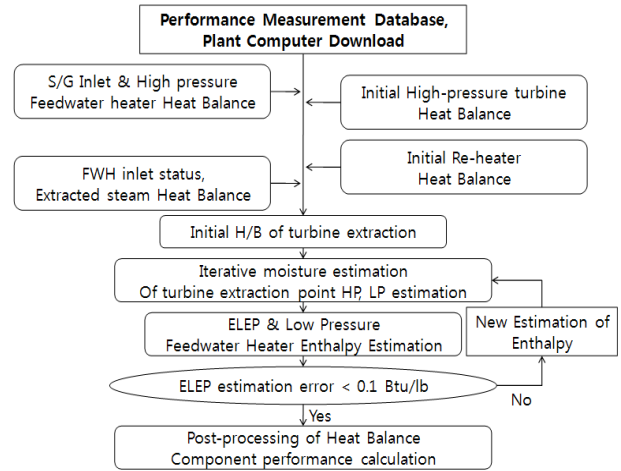 Performance Measurement Database,
Plant Computer Download
S/G Inlet & High pressure
Feedwater heater Heat Balance
Initial High-pressure turbine
Heat Balance
Initial Re-heater
Heat Balance
FWH inlet status,
Extracted steam Heat Balance
Initial H/B of turbine extraction
Iterative moisture estimation
Of turbine extraction point HP, LP estimation
ELEP & Low Pressure
Feedwater Heater Enthalpy Estimation
New Estimation of
Enthalpy
ELEP estimation error < 0.1 Btu/lb
No
Yes
Post-processing of Heat Balance
Component performance calculation